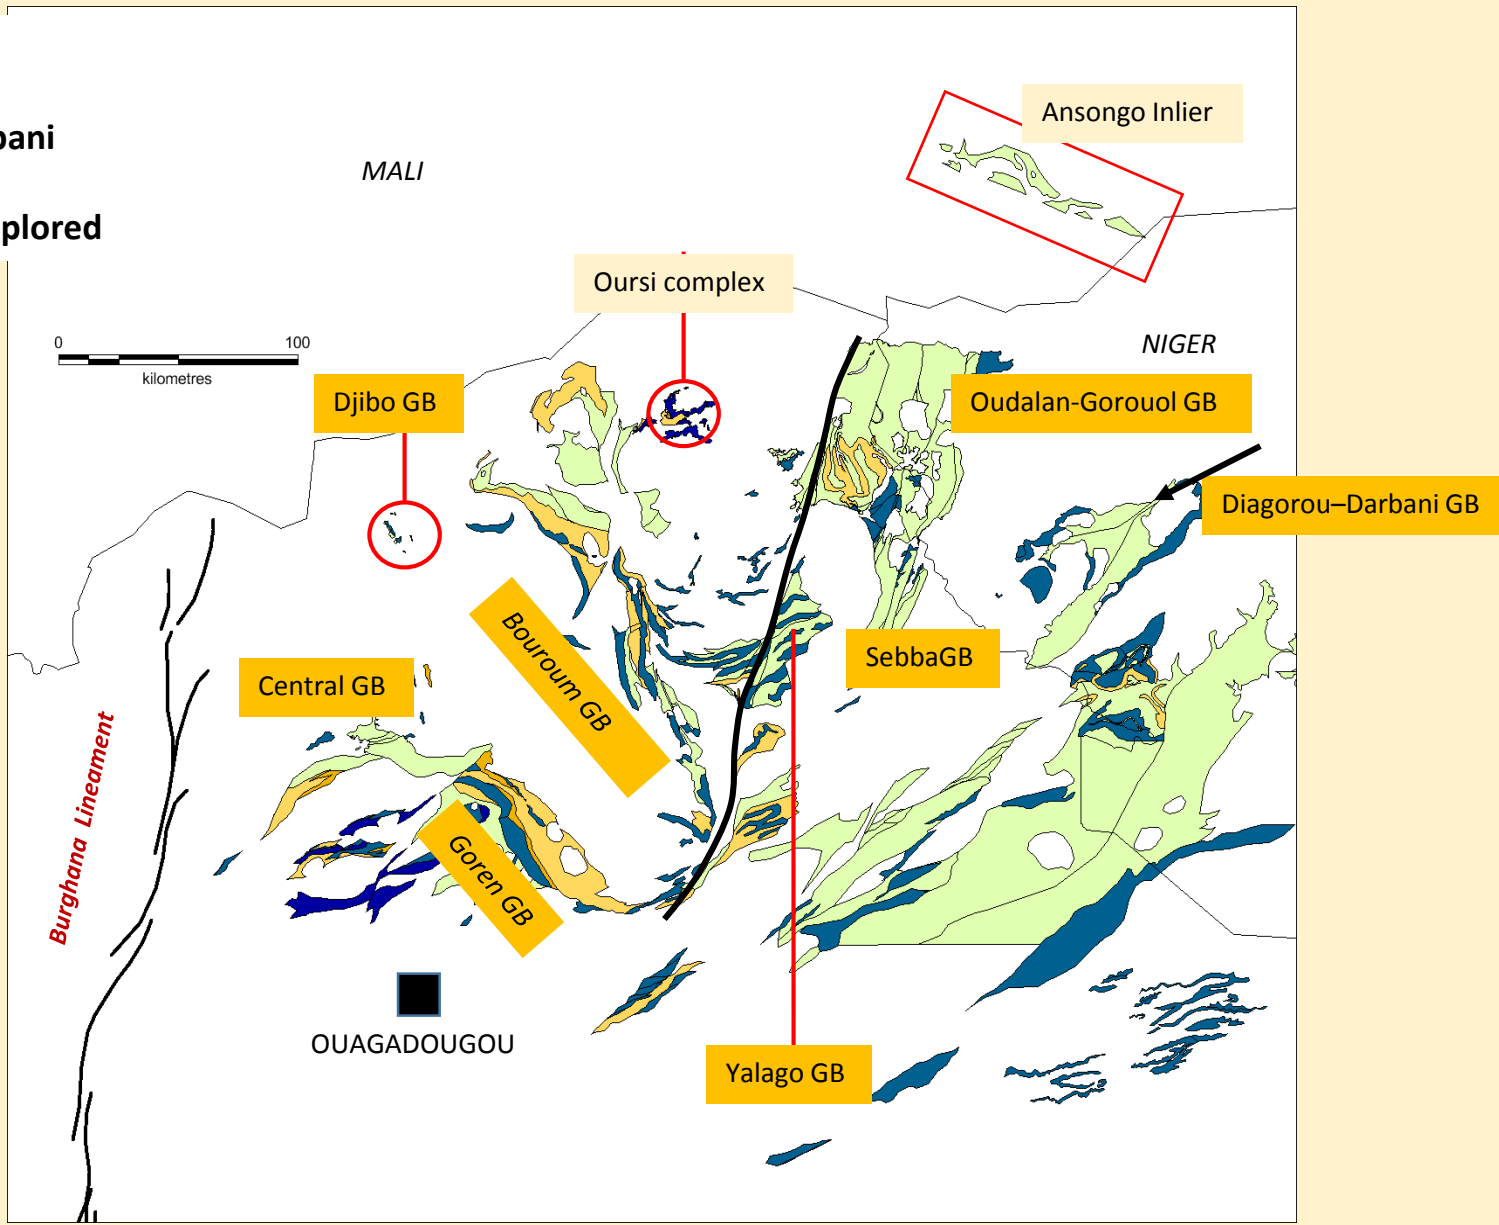 Ansongo Inlier
bani
MALI
plored
Oursi complex
0 100
kilometres
NIGER
Djibo GB
Oudalan-Gorouol GB
Diagorou–Darbani GB
Bouroum GB
SebbaGB
Central GB
Burghana Lineament
Goren GB
OUAGADOUGOU
Yalago GB